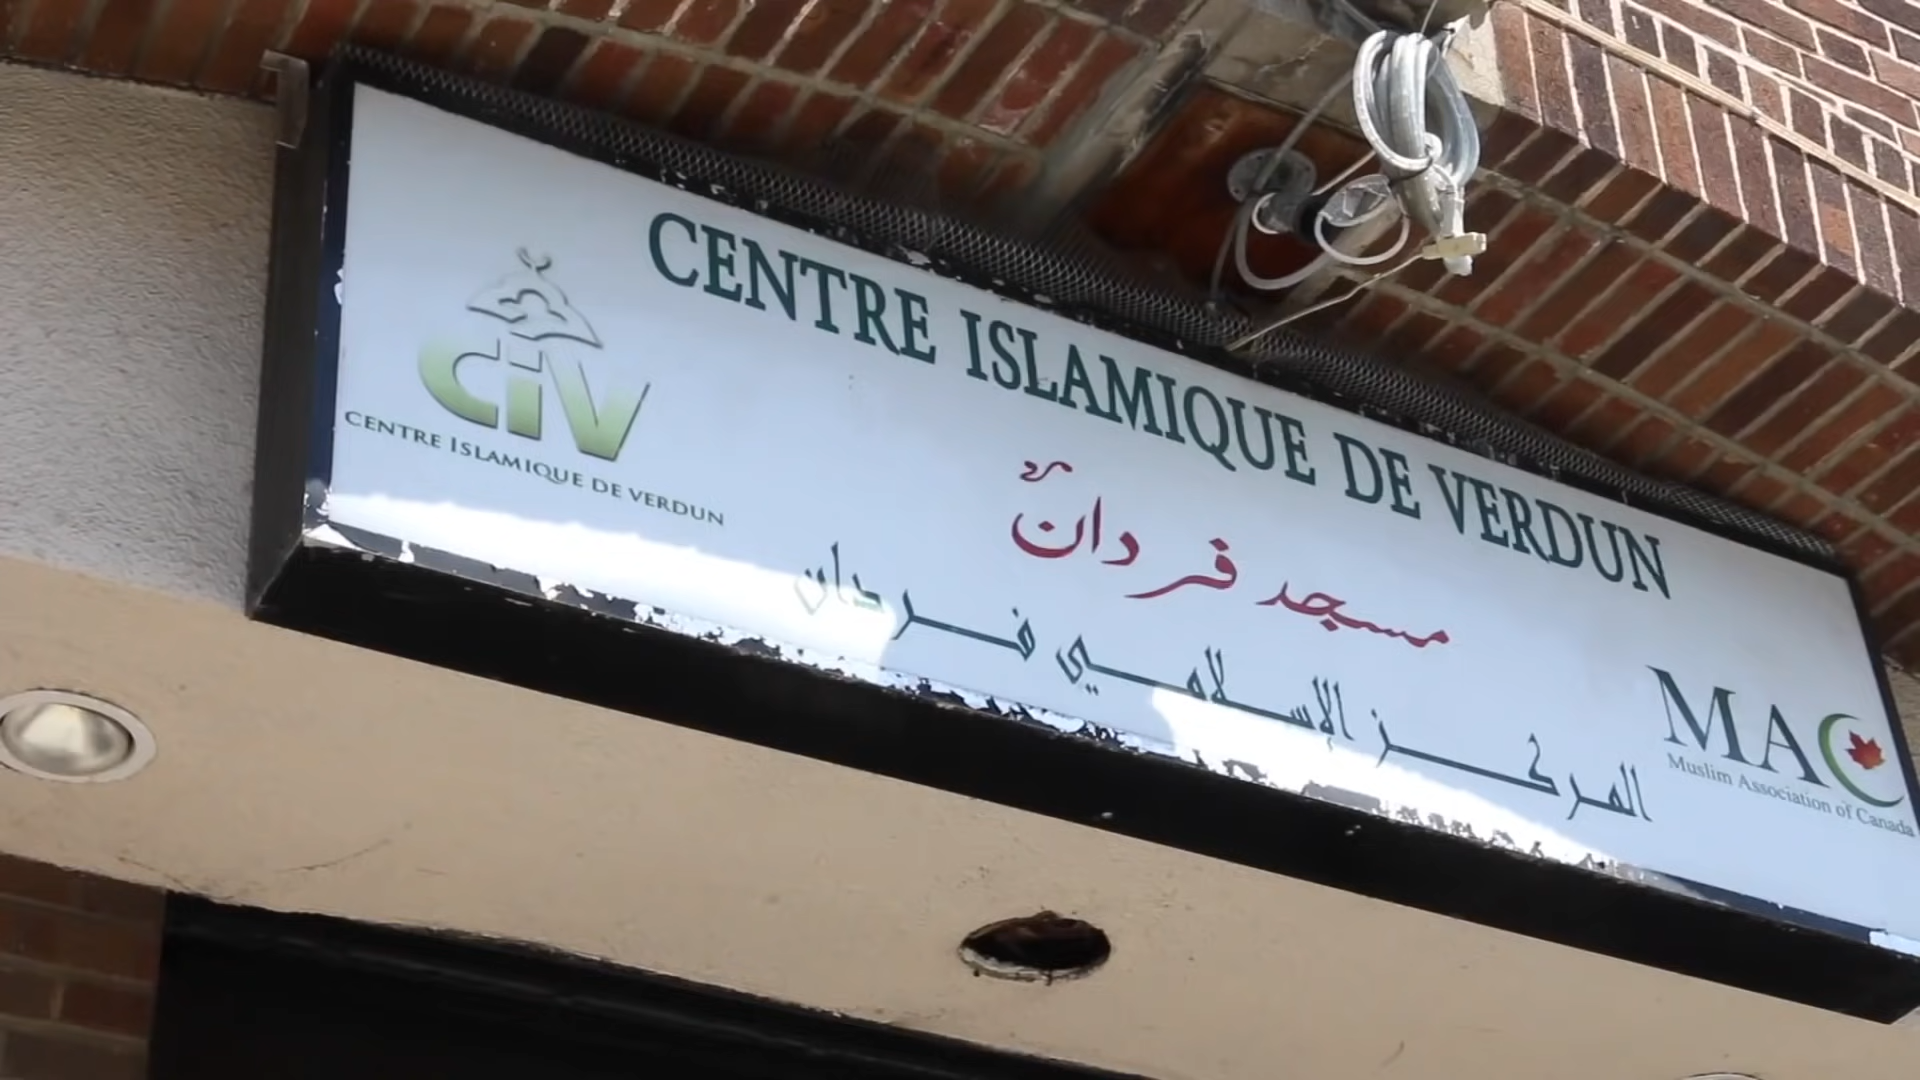 CENTRE ISLAMIQUE DE VERDUN
CIV
CENTRE ISLAMIQUE DE VERDUN
مسجد فردان
المركز الإسلامي فردان
MAC
Muslim Association of Canada